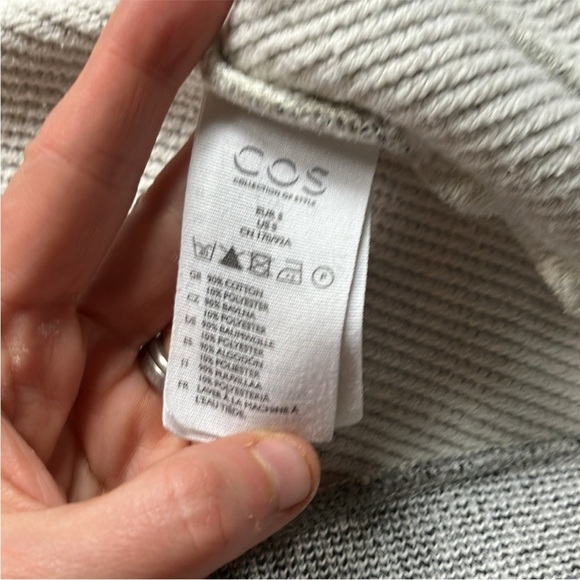 COS
COLLECTION OF STYLE
EUR S
US S
CN 170/92A
P
GB 90% COTTON
10% POLYESTER
CZ 90% BAVLNA
10% POLYESTER
DE 90% BAUMWOLLE
10% POLYESTER
ES 90% ALGODÓN
10% POLIÉSTER
FI 90% PUUVILLAA
10% POLYESTERIA
FR LAVER À LA MACHINE À
L'EAU TIÈDE.